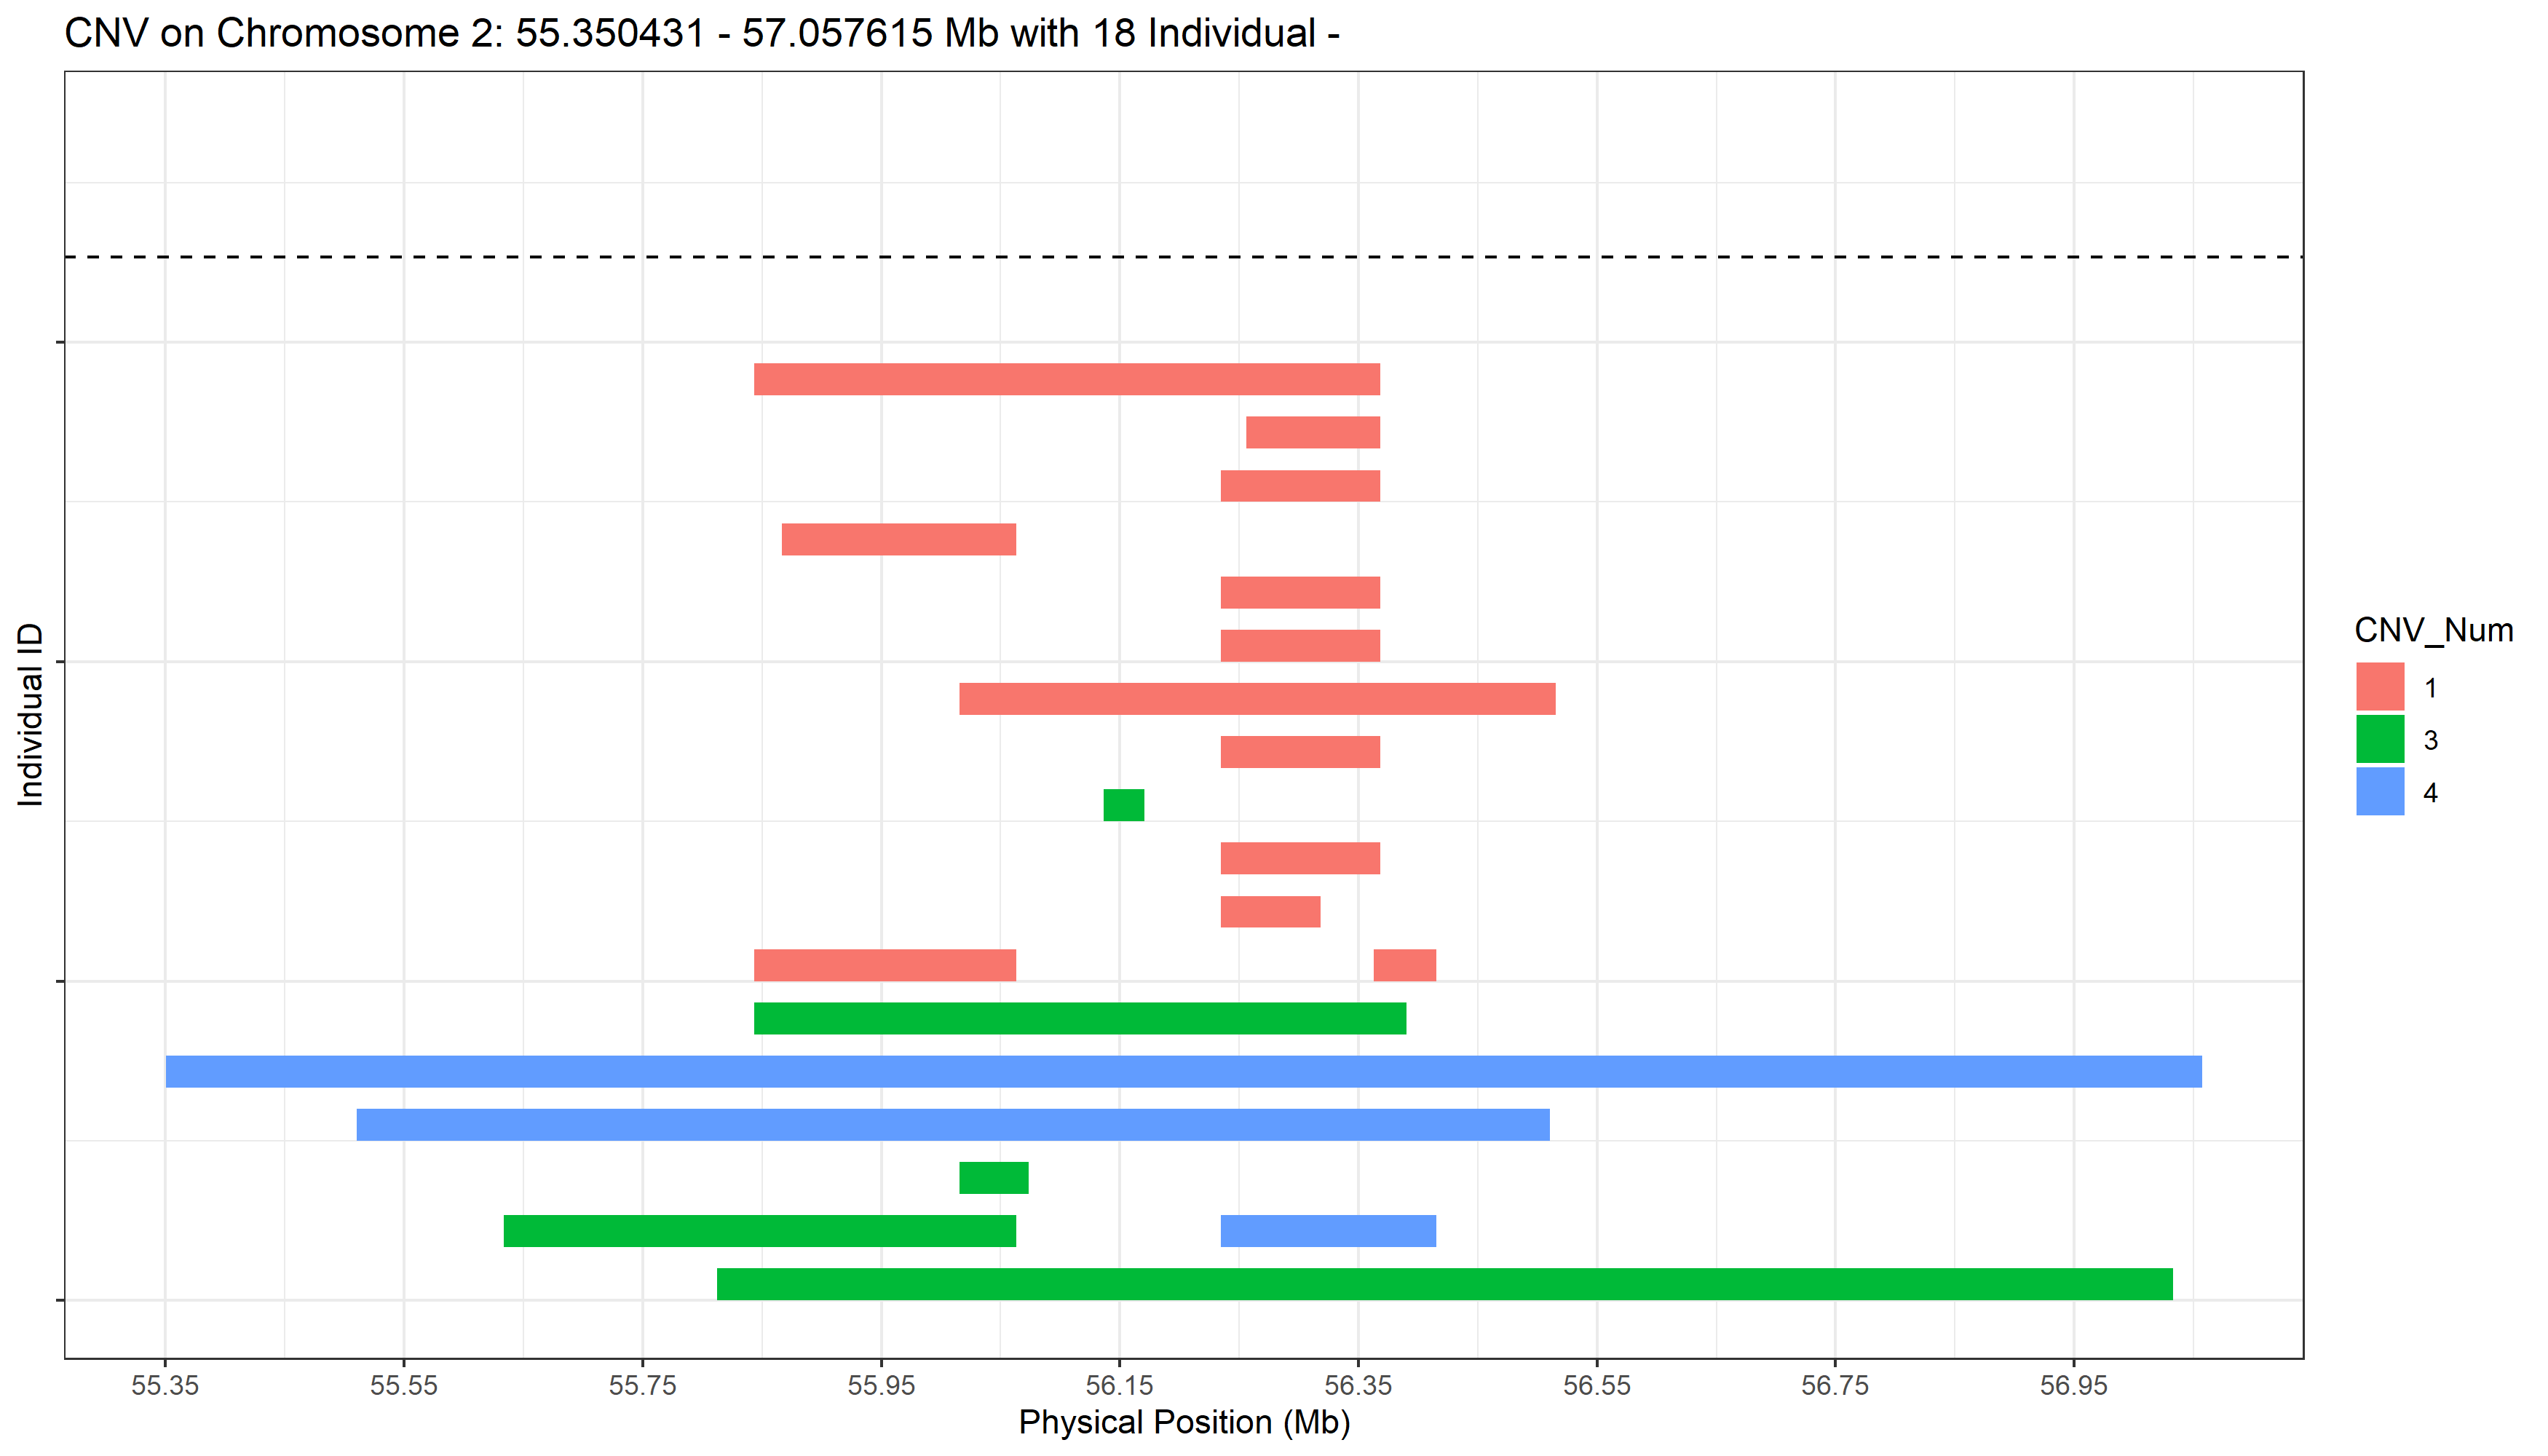 CNV on Chromosome 2: 55.350431 - 57.057615 Mb with 18 Individual -
Individual ID
CNV_Num
1
3
4
55.35 55.55 55.75 55.95 56.15 56.35 56.55 56.75 56.95
Physical Position (Mb)